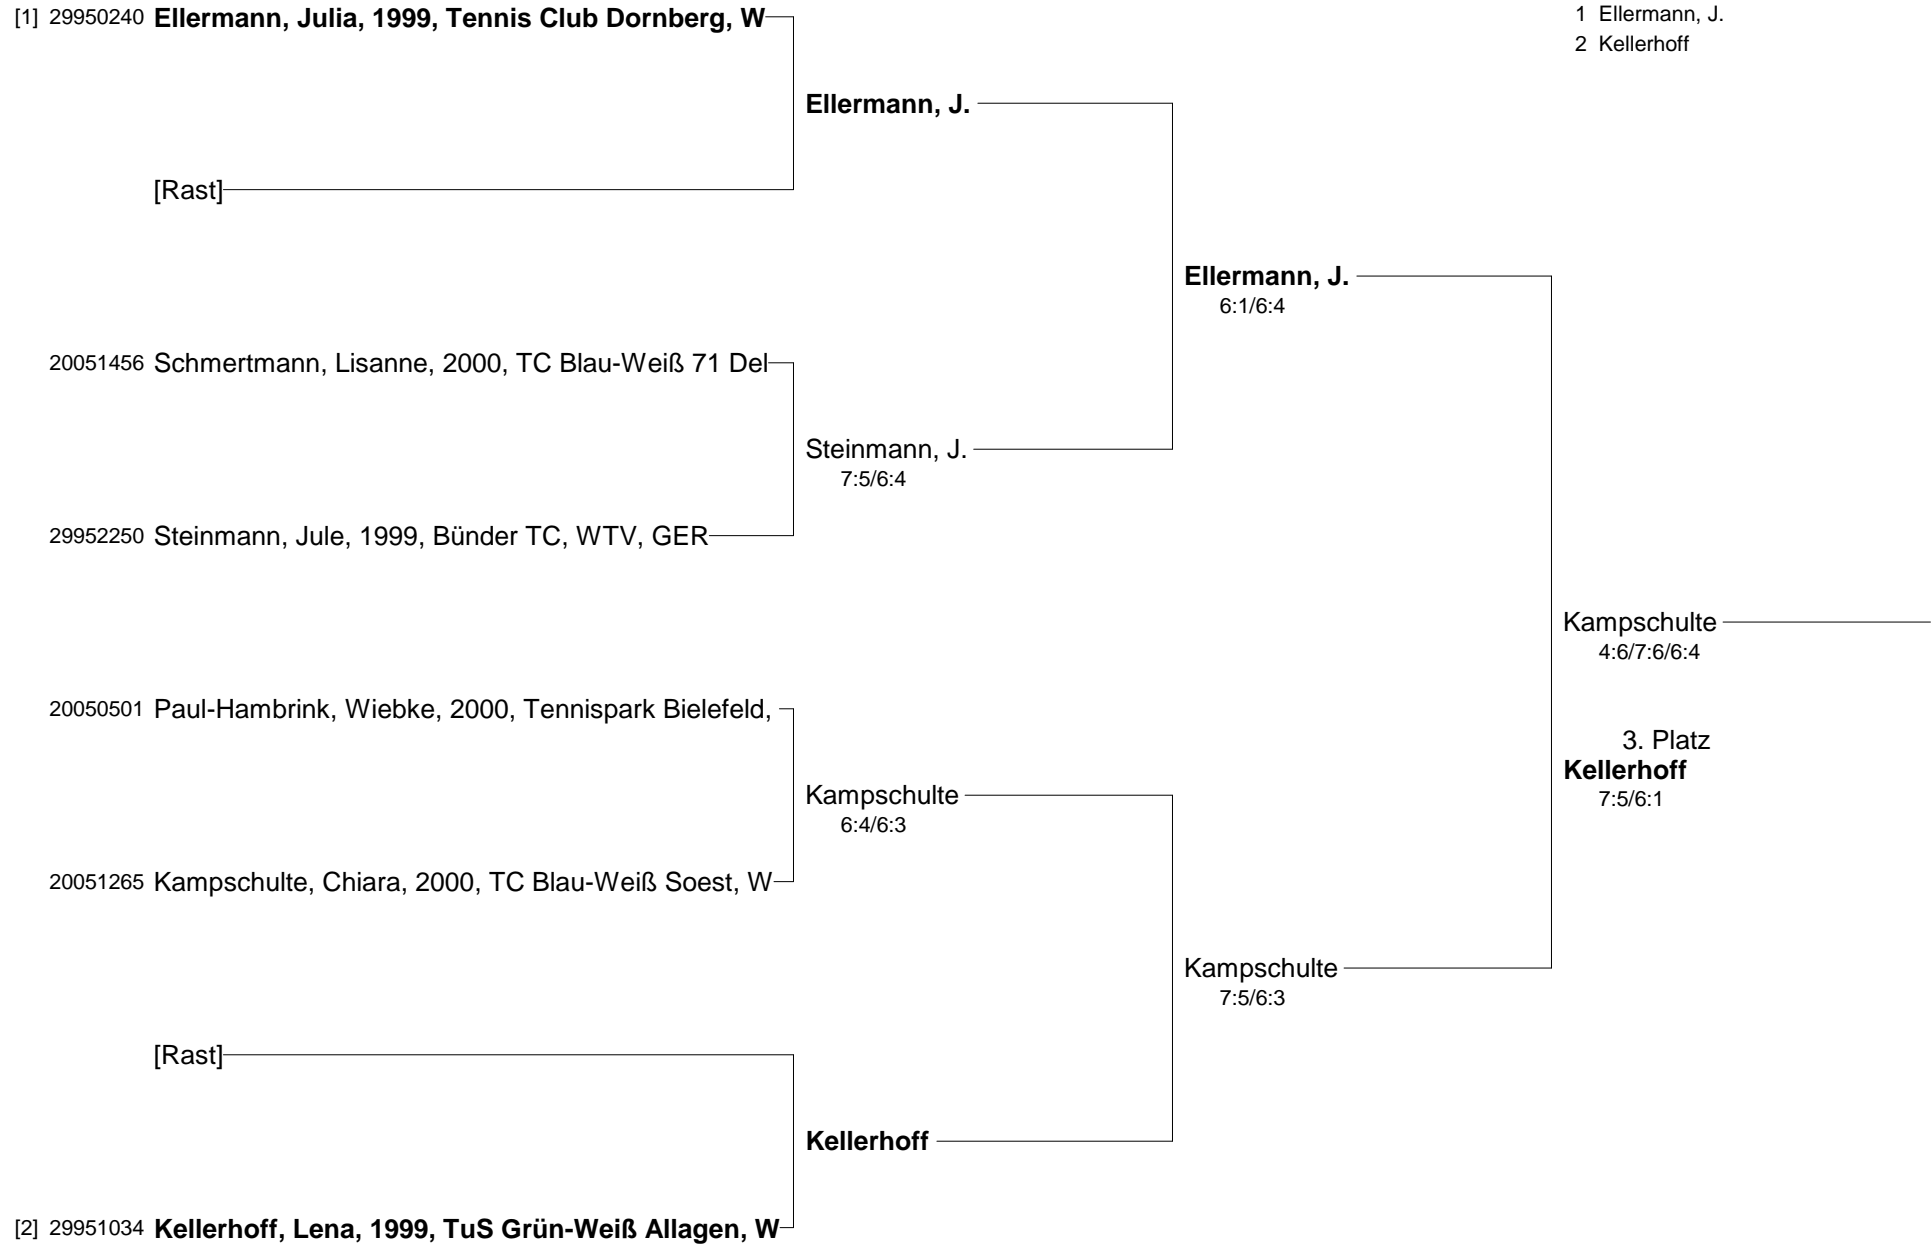 [1] 29950240 Ellermann, Julia, 1999, Tennis Club Dornberg, W
1 Ellermann, J.
2 Kellerhoff
Ellermann, J.
[Rast]
Ellermann, J.
6:1/6:4
20051456 Schmertmann, Lisanne, 2000, TC Blau-Weiß 71 Del
Steinmann, J.
7:5/6:4
29952250 Steinmann, Jule, 1999, Bünder TC, WTV, GER
Kampschulte
4:6/7:6/6:4
20050501 Paul-Hambrink, Wiebke, 2000, Tennispark Bielefeld,
3. Platz
Kellerhoff
7:5/6:1
Kampschulte
6:4/6:3
20051265 Kampschulte, Chiara, 2000, TC Blau-Weiß Soest, W
Kampschulte
7:5/6:3
[Rast]
Kellerhoff
[2] 29951034 Kellerhoff, Lena, 1999, TuS Grün-Weiß Allagen, W